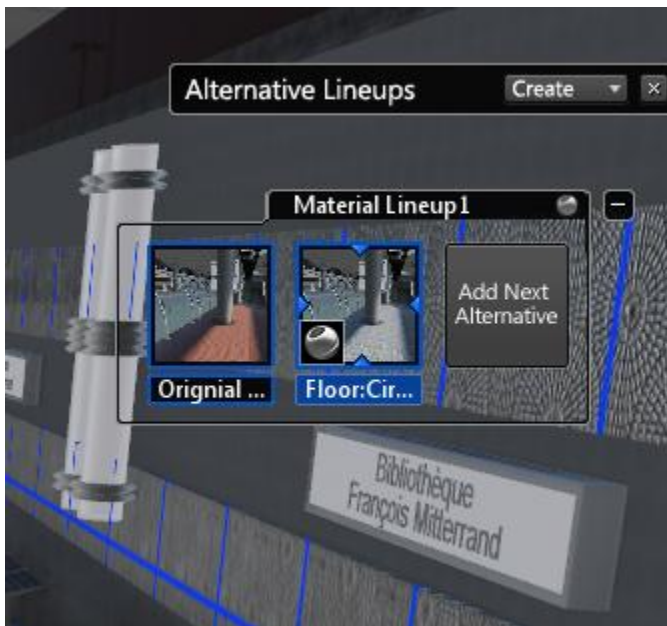 Alternative Lineups
Create
Material Lineup1
Add Next
Alternative
Orignial ...
Floor:Cir...
Bibliothèque
François Mitterrand